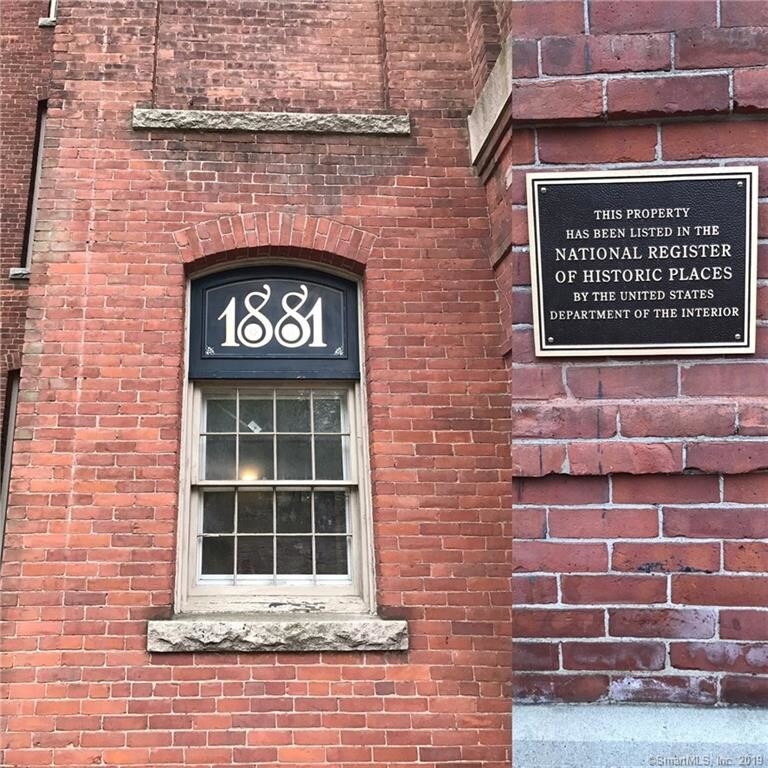 1881
THIS PROPERTY
HAS BEEN LISTED IN THE
NATIONAL REGISTER
OF HISTORIC PLACES
BY THE UNITED STATES
DEPARTMENT OF THE INTERIOR
©SmartMLS, Inc. 2019